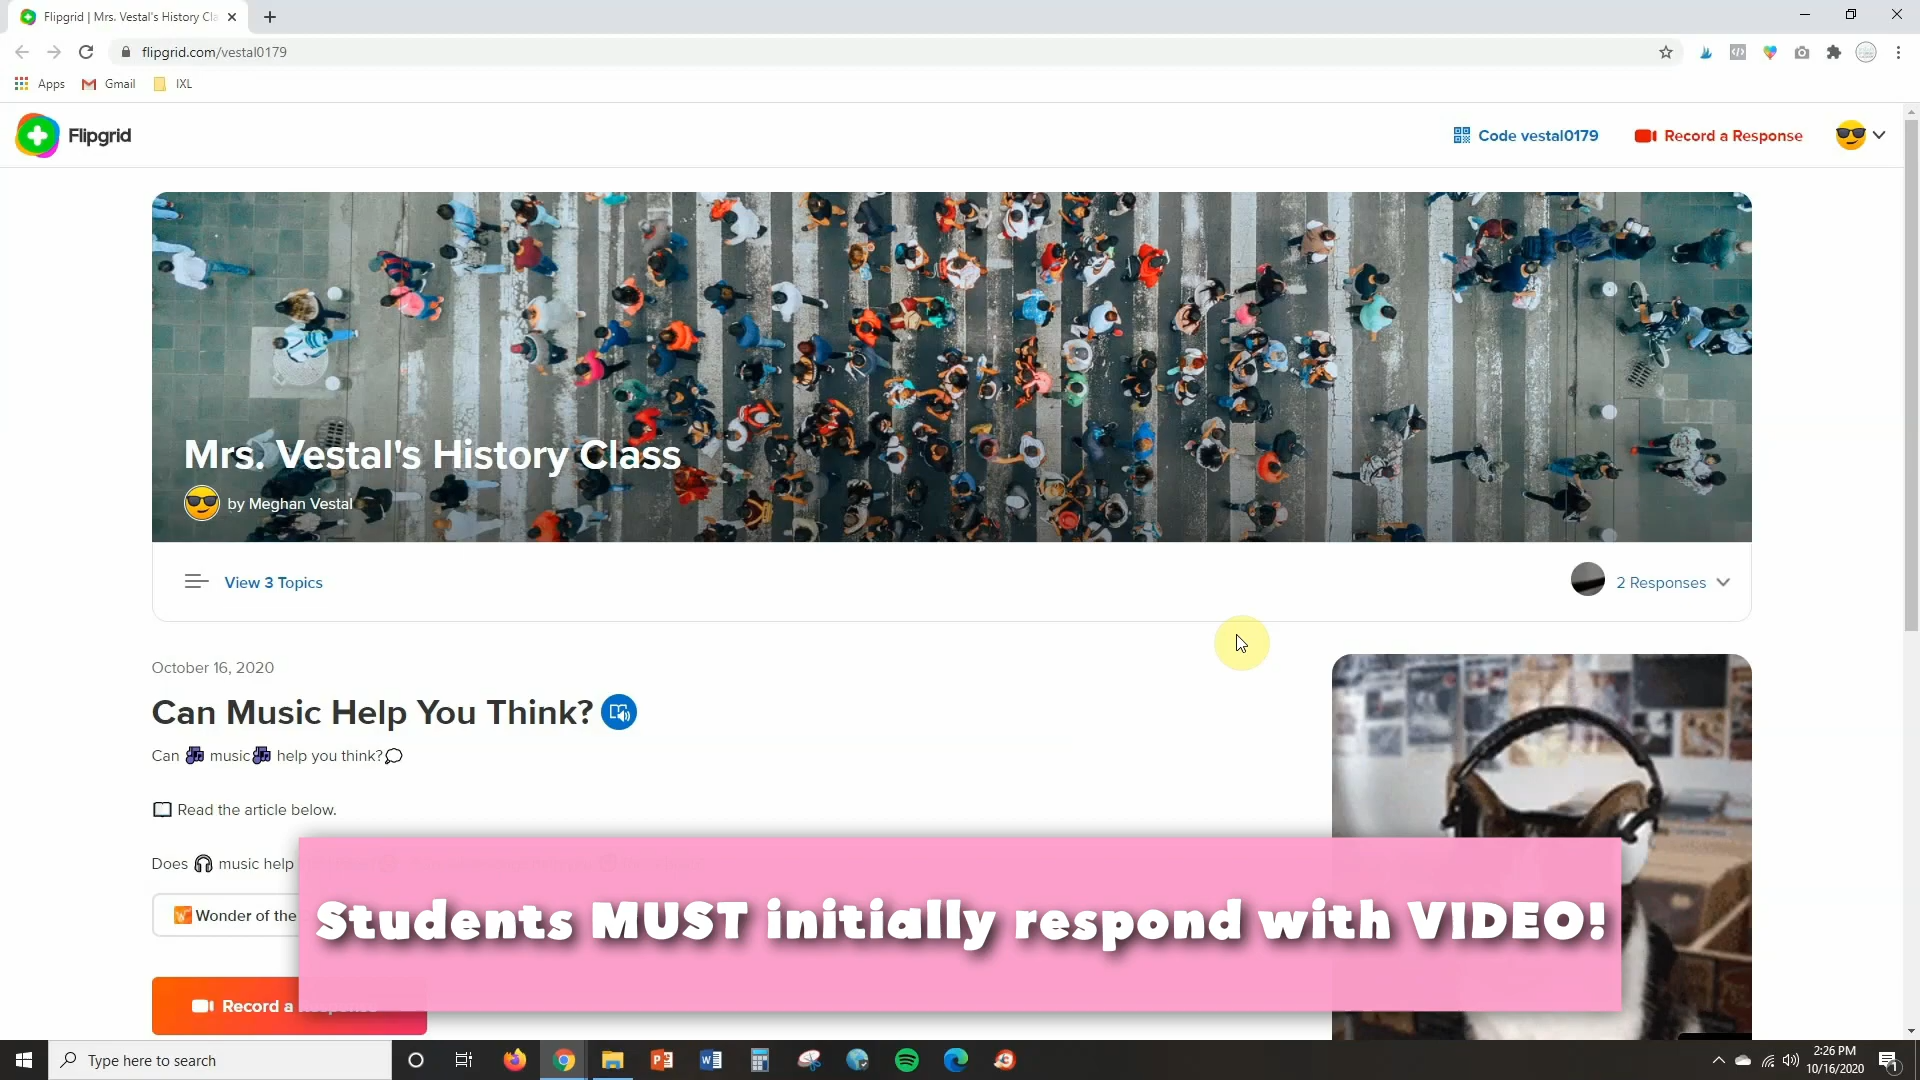 Flipgrid | Mrs. Vestal's History Cla
flipgrid.com/vestal0179
Apps
Gmail
IXL
Flipgrid
Code vestal0179
Record a Response
Mrs. Vestal's History Class
by Meghan Vestal
View 3 Topics
2 Responses
October 16, 2020
Can Music Help You Think?
Can music help you think?
Read the article below.
Does music help
Wonder of the
Students MUST initially respond with VIDEO!
Record a Response
Type here to search
2:26 PM
10/16/2020
1